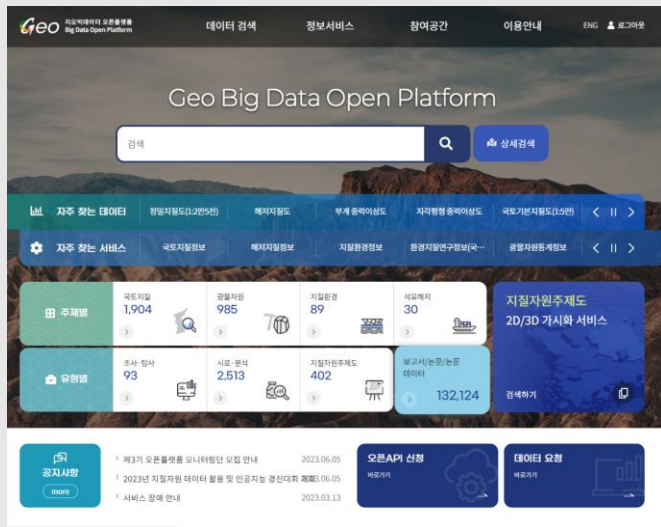 Geo 지오빅데이터 오픈플랫폼
Big Data Open Platform
데이터 검색 정보서비스 참여공간 이용안내 ENG 로그아웃
Geo Big Data Open Platform
검색 상세검색
자주 찾는 데이터 정밀지질도(1:2만5천) 해저지질도 부게 중력이상도 지각평형 중력이상도 국토기본지질도(1:5만)
자주 찾는 서비스 국토지질정보 해저지질정보 지질환경정보 환경지질연구정보(국… 광물자원통계정보
주제별
국토지질
1,904
광물자원
985
지질환경
89
석유해저
30
유형별
조사·탐사
93
시료·분석
2,513
지질자원주제도
402
보고서/논문/논문
데이터
132,124
지질자원주제도
2D/3D 가시화 서비스
검색하기
공지사항
more
제3기 오픈플랫폼 모니터링단 모집 안내 2023.06.05
2023년 지질자원 데이터 활용 및 인공지능 경진대회 2023.06.05
서비스 장애 안내 2023.03.13
오픈API 신청
바로가기
데이터 요청
바로가기